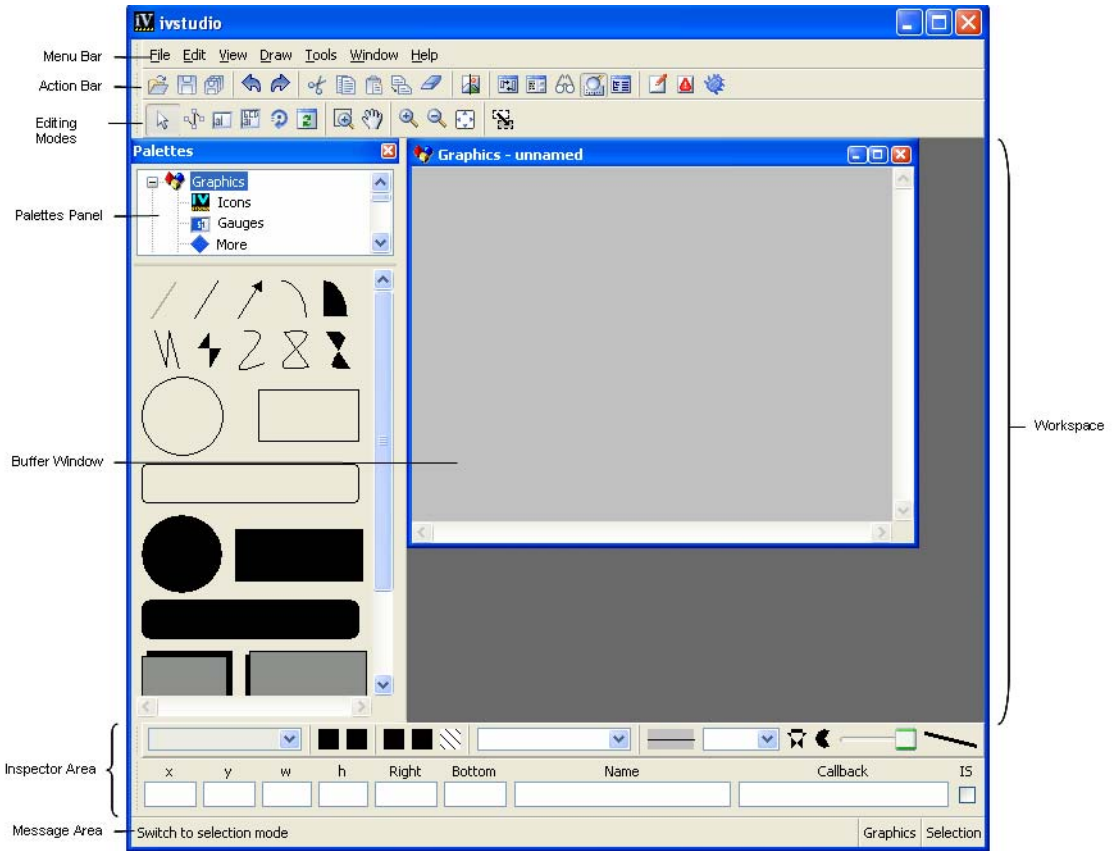 ivstudio
Menu Bar
File Edit View Draw Tools Window Help
Action Bar
Editing
Modes
Palettes
Graphics - unnamed
Palettes Panel
Graphics
Icons
Gauges
More
Workspace
Buffer Window
Inspector Area
x y w h Right Bottom Name Callback IS
Message Area
Switch to selection mode
Graphics Selection